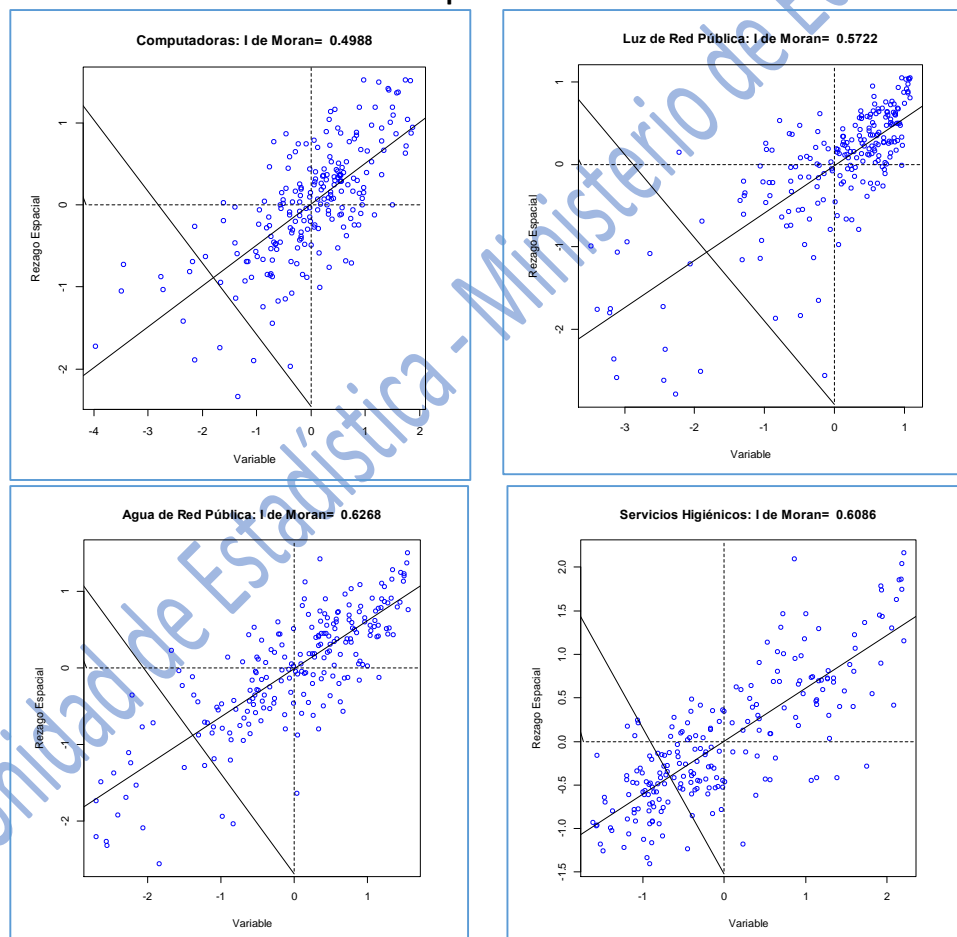 Computadoras: I de Moran= 0.4988
Rezago Espacial
1
0
-1
-2
-4 -3 -2 -1 0 1 2
Variable
Luz de Red Pública: I de Moran= 0.5722
Rezago Espacial
1
0
-1
-2
-3 -2 -1 0 1
Variable
Agua de Red Pública: I de Moran= 0.6268
Rezago Espacial
1
0
-1
-2
-2 -1 0 1
Variable
Servicios Higiénicos: I de Moran= 0.6086
Rezago Espacial
2.0
1.5
1.0
0.5
0.0
-0.5
-1.0
-1.5
-1 0 1 2
Variable
Unidad de Estadística - Ministerio de